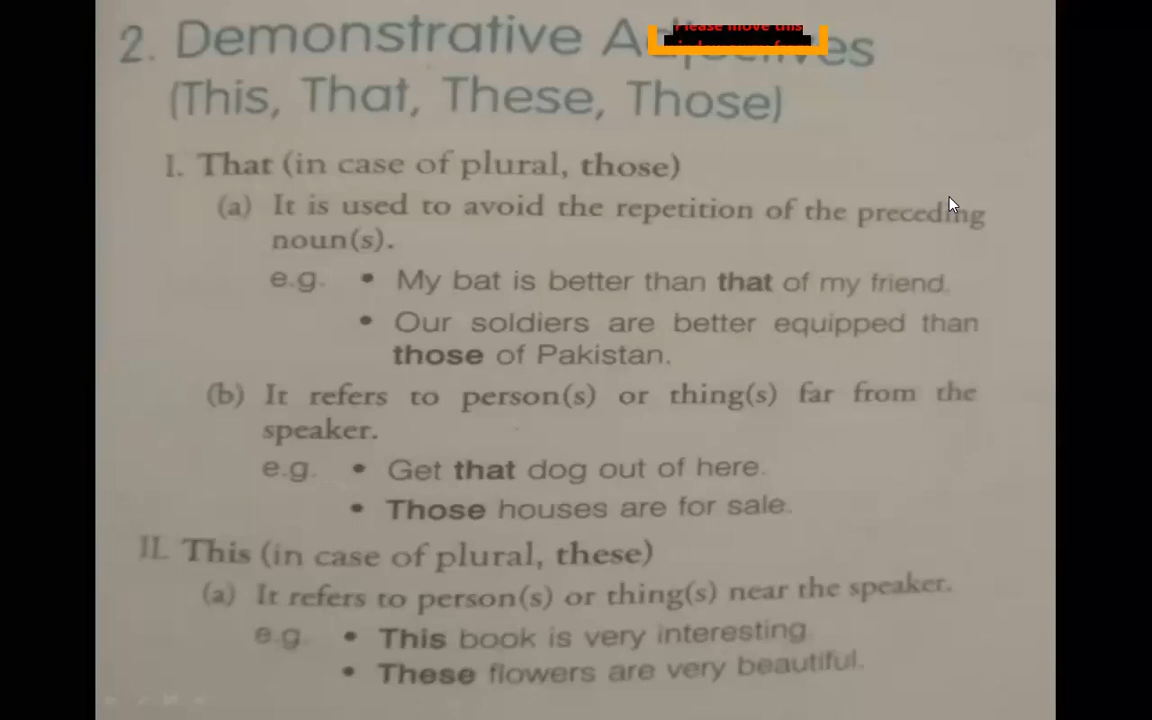 2. Demonstrative Adjectives
Please move this
(This, That, These, Those)
I. That (in case of plural, those)
(a) It is used to avoid the repetition of the preceding
noun(s).
e.g. • My bat is better than that of my friend.
• Our soldiers are better equipped than
those of Pakistan.
(b) It refers to person(s) or thing(s) far from the
speaker.
e.g. • Get that dog out of here.
• Those houses are for sale.
II. This (in case of plural, these)
(a) It refers to person(s) or thing(s) near the speaker.
e.g. • This book is very interesting.
• These flowers are very beautiful.